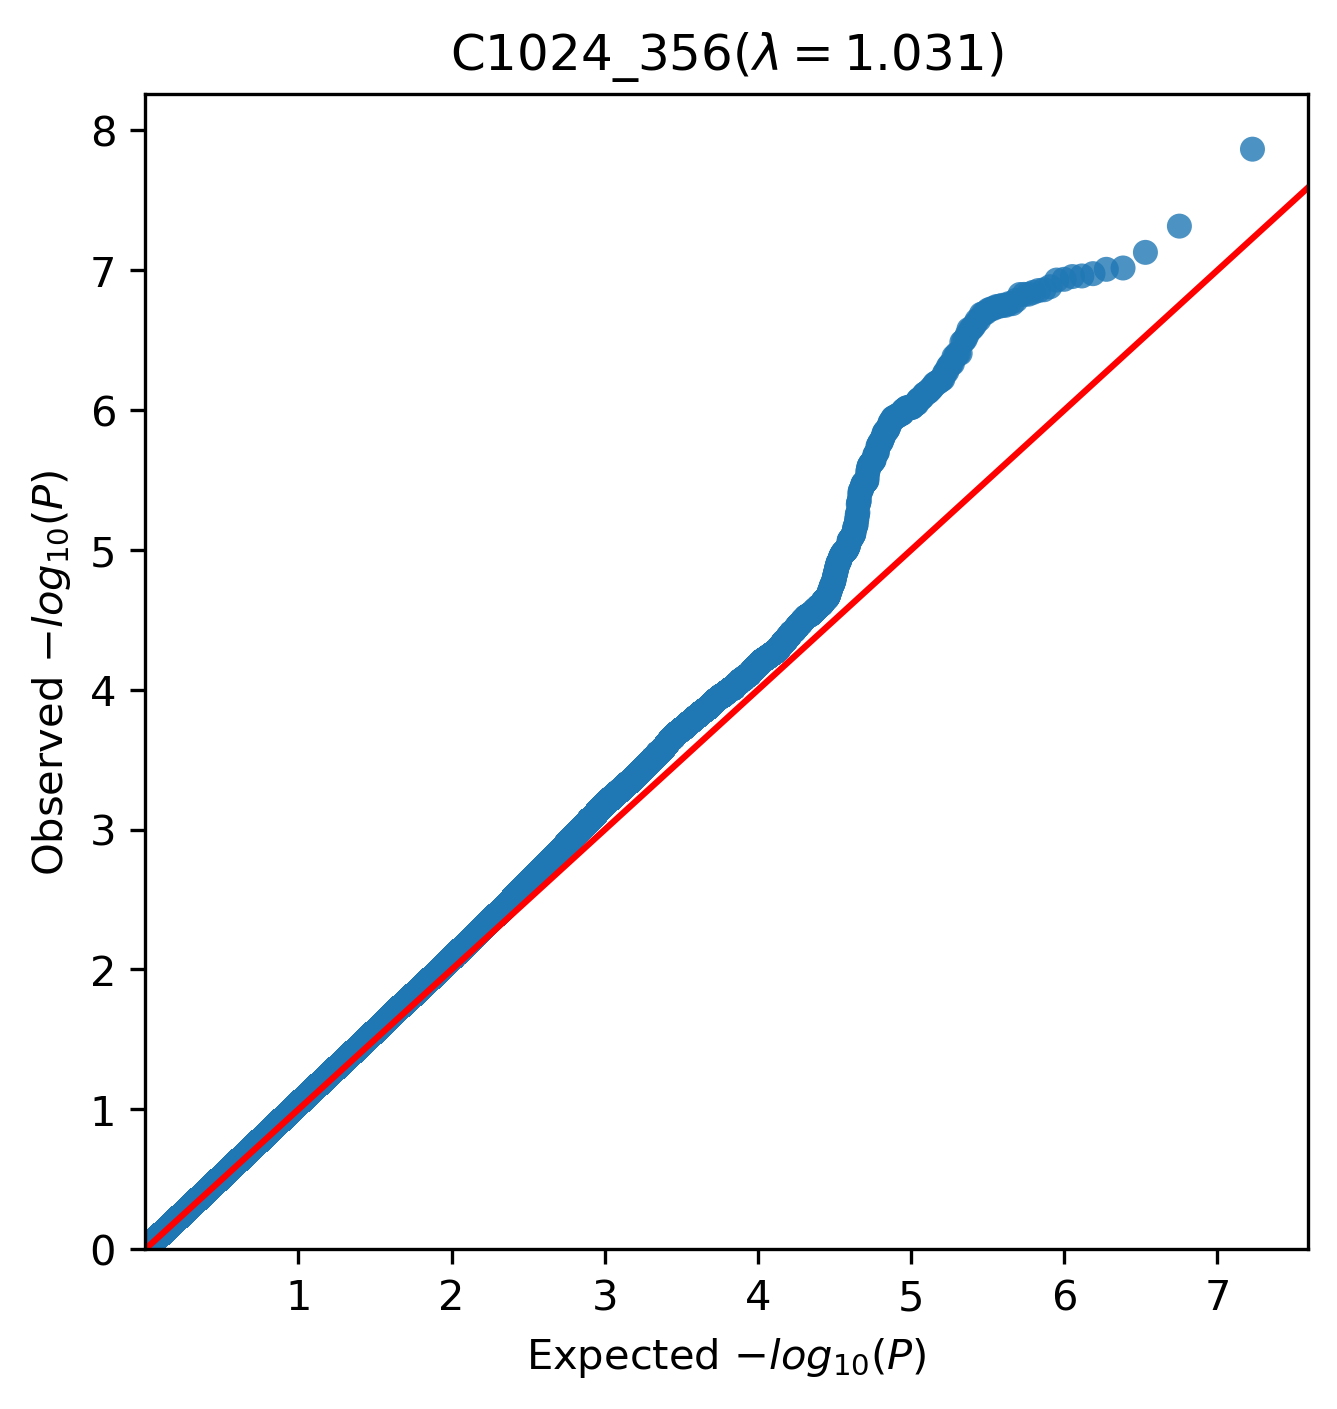 C1024_356(λ = 1.031)
8
7
6
5
4
3
2
1
0
Observed −log₁₀(P)
1 2 3 4 5 6 7
Expected −log₁₀(P)